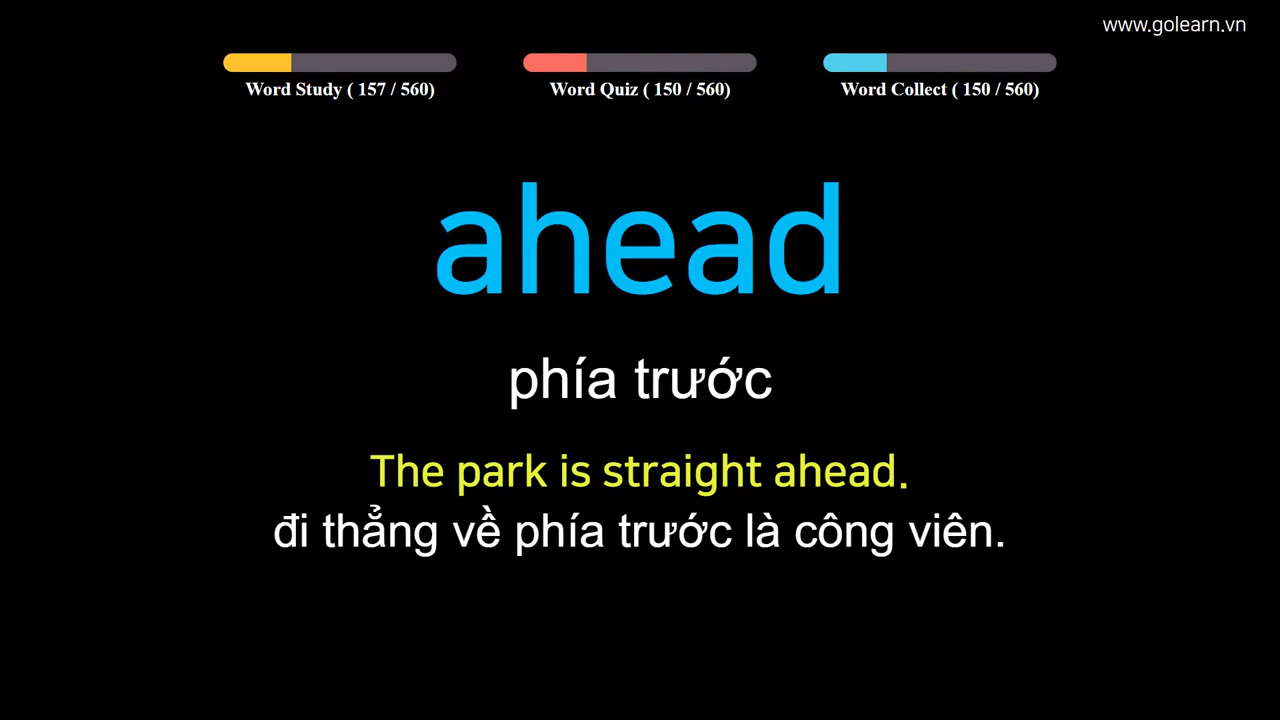 www.golearn.vn
Word Study ( 157 / 560)
Word Quiz ( 150 / 560)
Word Collect ( 150 / 560)
ahead
phía trước
The park is straight ahead.
đi thẳng về phía trước là công viên.